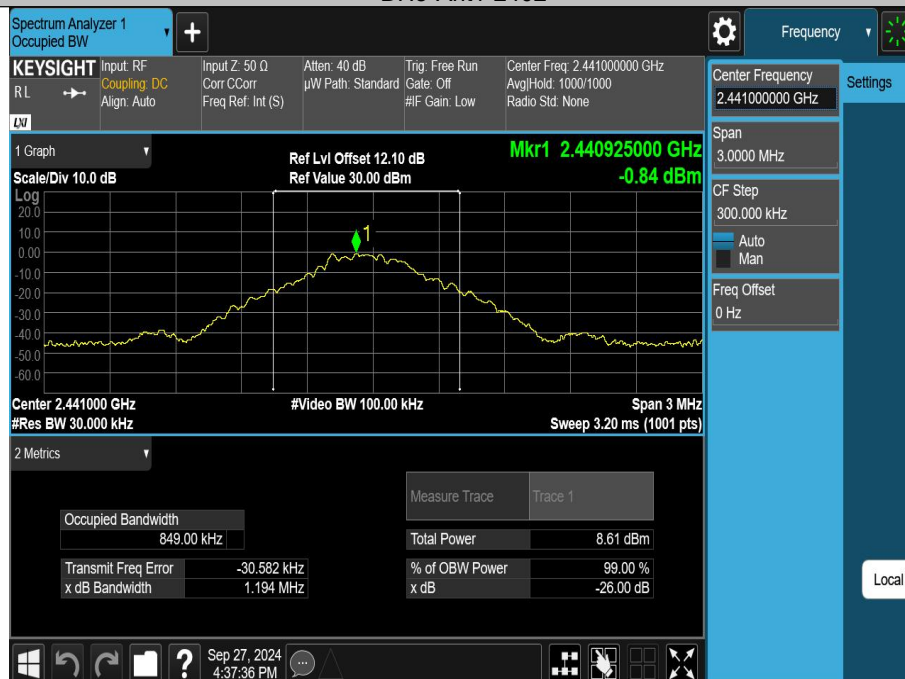 Spectrum Analyzer 1
Occupied BW
Frequency
KEYSIGHT
RL
LXI
Input: RF
Coupling: DC
Align: Auto
Input Z: 50 Ω
Corr CCorr
Freq Ref: Int (S)
Atten: 40 dB
µW Path: Standard
Trig: Free Run
Gate: Off
#IF Gain: Low
Center Freq: 2.441000000 GHz
Avg|Hold: 1000/1000
Radio Std: None
Center Frequency
2.441000000 GHz
Settings
Span
3.0000 MHz
CF Step
300.000 kHz
Auto
Man
Freq Offset
0 Hz
1 Graph
Scale/Div 10.0 dB
Ref Lvl Offset 12.10 dB
Ref Value 30.00 dBm
Mkr1 2.440925000 GHz
-0.84 dBm
Log
20.0
10.0
0.00
-10.0
-20.0
-30.0
-40.0
-50.0
-60.0
1
Center 2.441000 GHz
#Res BW 30.000 kHz
#Video BW 100.00 kHz
Span 3 MHz
Sweep 3.20 ms (1001 pts)
2 Metrics
Measure Trace
Trace 1
Occupied Bandwidth
849.00 kHz
Total Power
8.61 dBm
Transmit Freq Error
-30.582 kHz
% of OBW Power
99.00 %
x dB Bandwidth
1.194 MHz
x dB
-26.00 dB
Local
?
Sep 27, 2024
4:37:36 PM